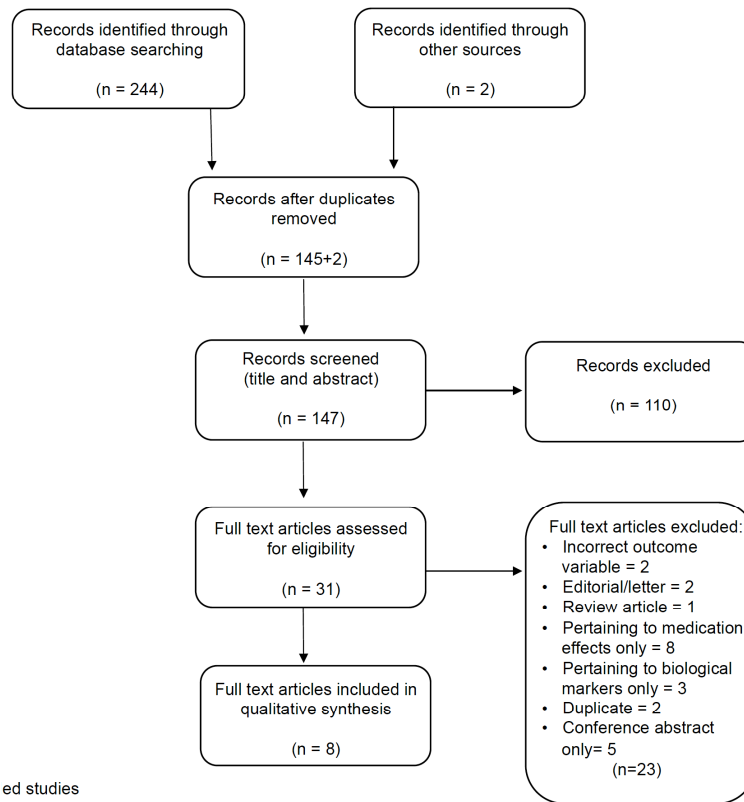 Records identified through
database searching
(n = 244)
Records identified through
other sources
(n = 2)
Records after duplicates
removed
(n = 145+2)
Records screened
(title and abstract)
(n = 147)
Records excluded
(n = 110)
Full text articles assessed
for eligibility
(n = 31)
Full text articles excluded:
• Incorrect outcome
variable = 2
• Editorial/letter = 2
• Review article = 1
• Pertaining to medication
effects only = 8
• Pertaining to biological
markers only = 3
• Duplicate = 2
• Conference abstract
only= 5
(n=23)
Full text articles included in
qualitative synthesis
(n = 8)
ed studies